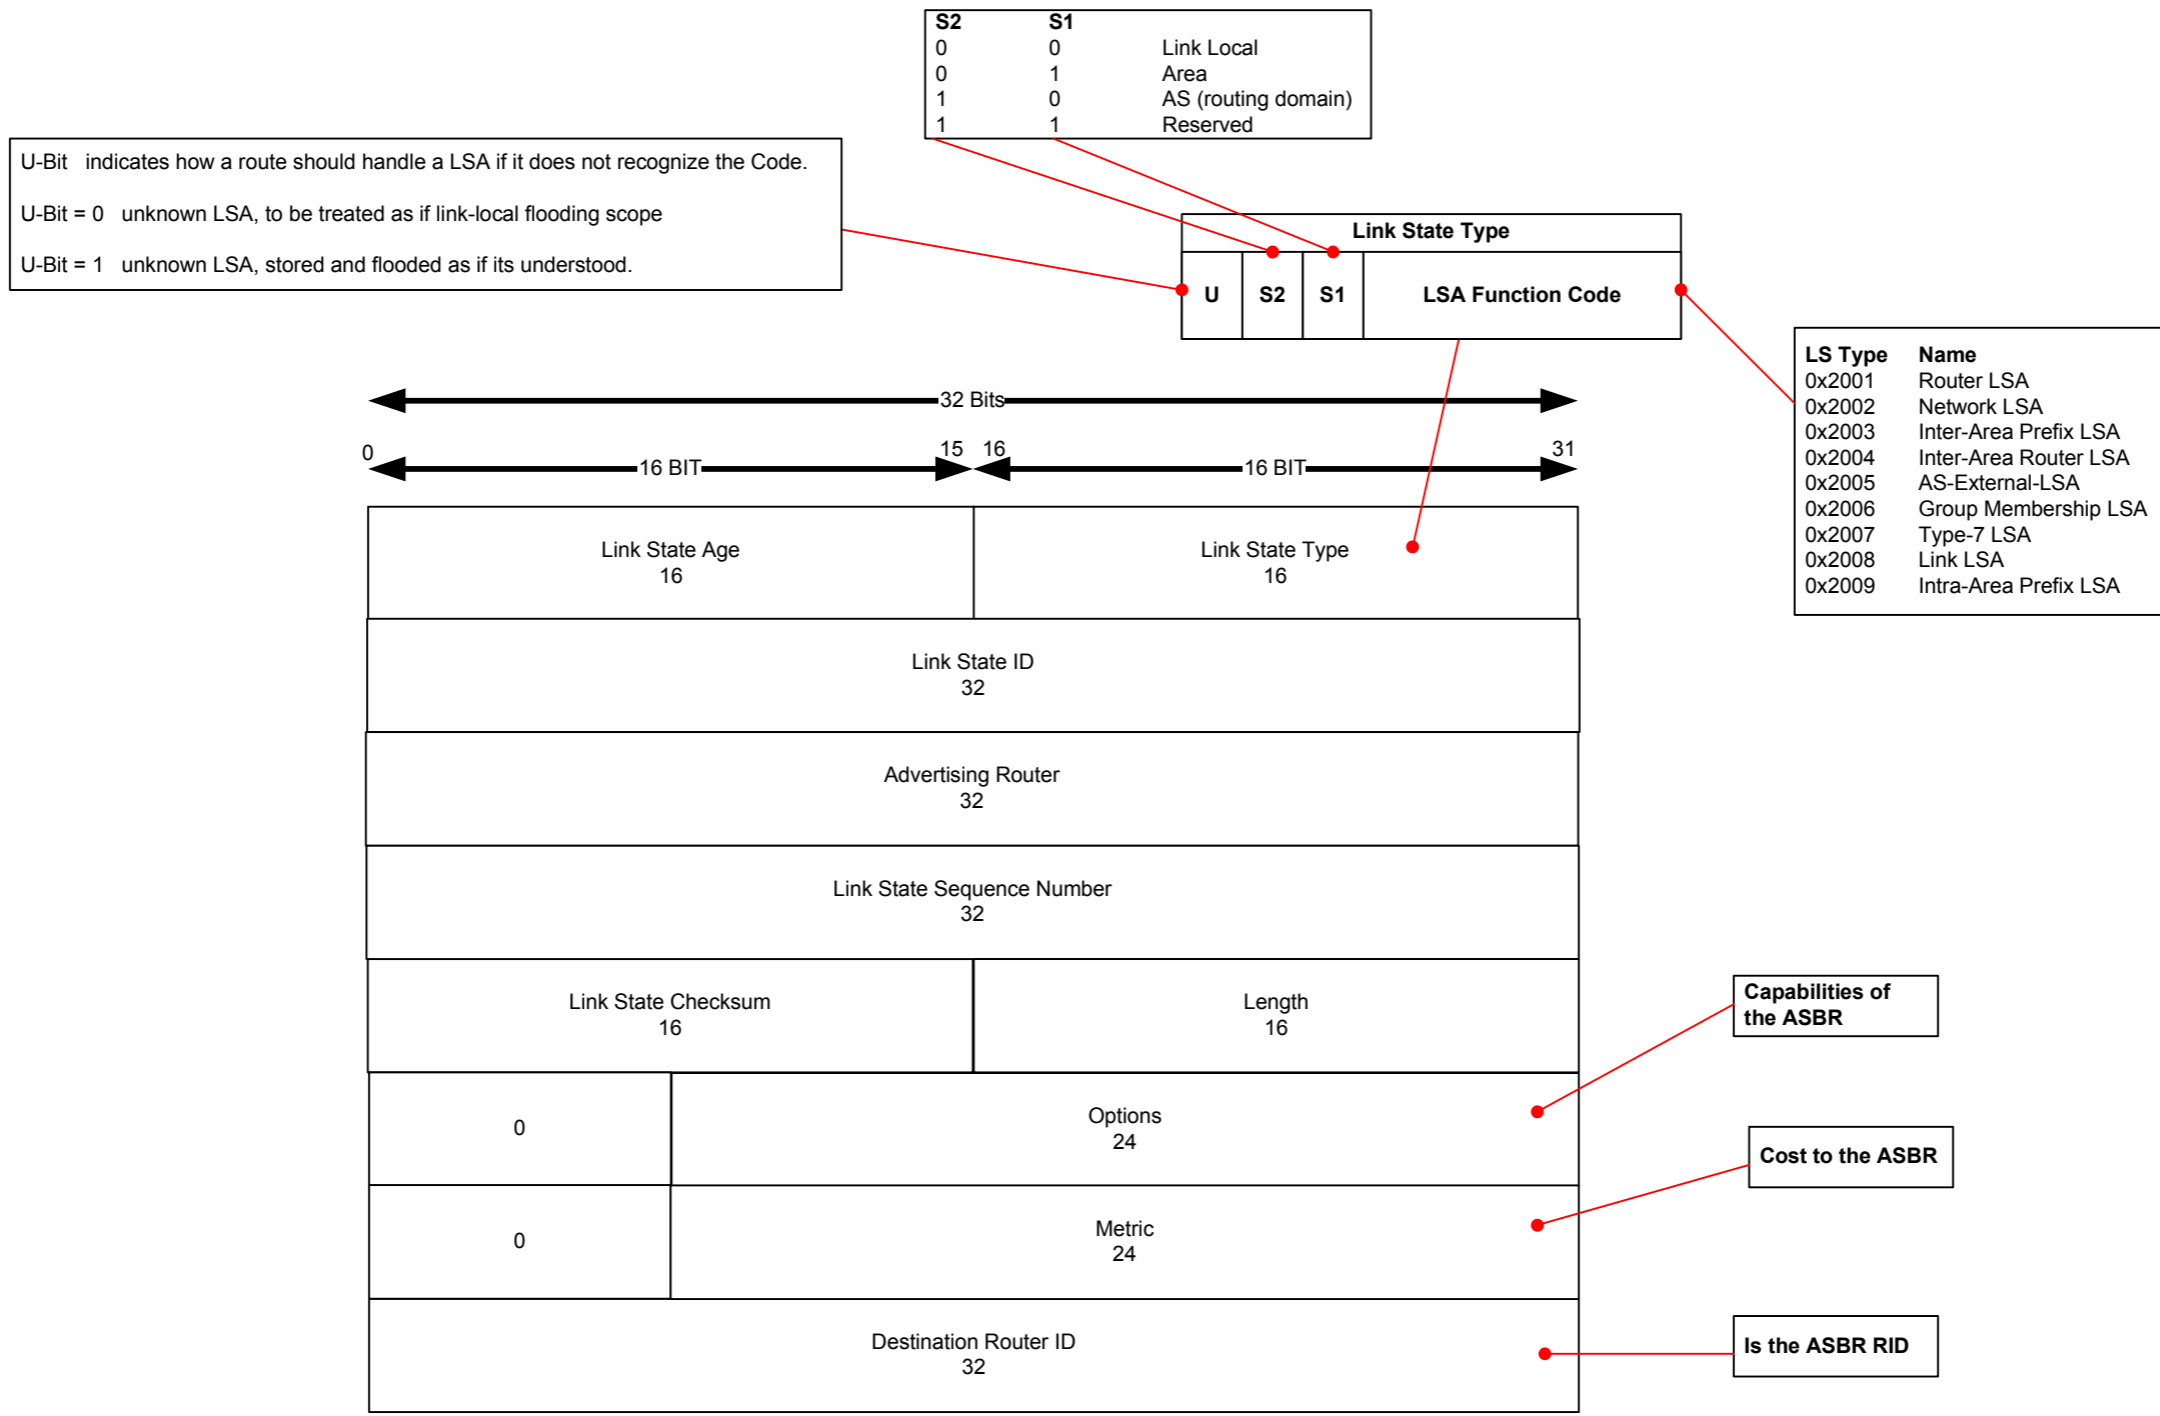 S2 S1
0 0 Link Local
0 1 Area
1 0 AS (routing domain)
1 1 Reserved
U-Bit indicates how a route should handle a LSA if it does not recognize the Code.
U-Bit = 0 unknown LSA, to be treated as if link-local flooding scope
U-Bit = 1 unknown LSA, stored and flooded as if its understood.
Link State Type
U S2 S1 LSA Function Code
LS Type Name
0x2001 Router LSA
0x2002 Network LSA
0x2003 Inter-Area Prefix LSA
0x2004 Inter-Area Router LSA
0x2005 AS-External-LSA
0x2006 Group Membership LSA
0x2007 Type-7 LSA
0x2008 Link LSA
0x2009 Intra-Area Prefix LSA
32 Bits
0 15 16 31
16 BIT 16 BIT
Link State Age Link State Type
16 16
Link State ID
32
Advertising Router
32
Link State Sequence Number
32
Link State Checksum Length
16 16
Capabilities of
the ASBR
0 Options
24
Cost to the ASBR
0 Metric
24
Destination Router ID
32
Is the ASBR RID